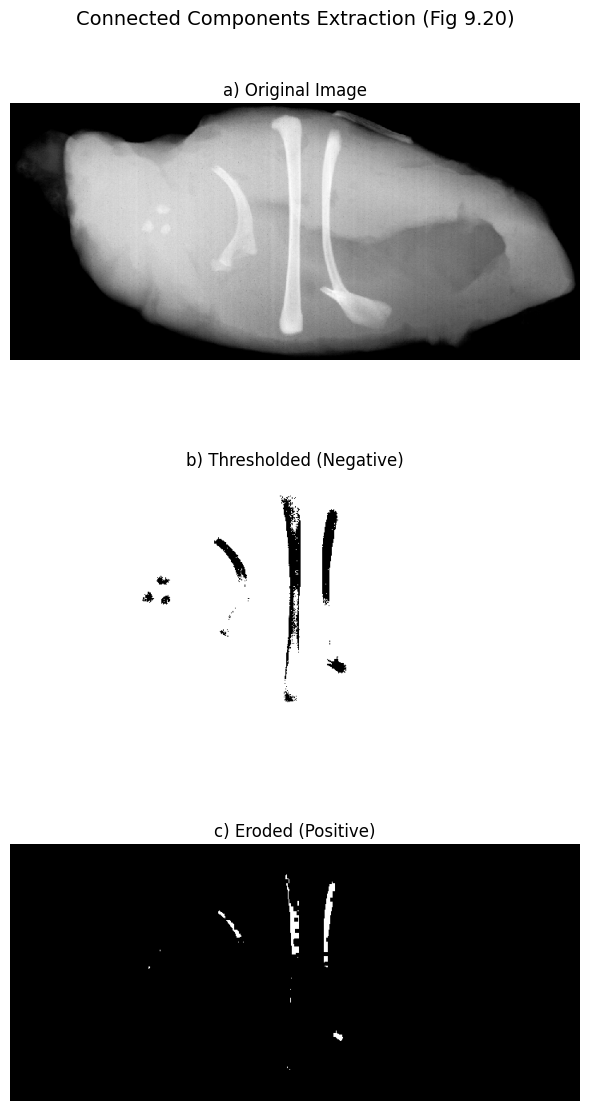 Connected Components Extraction (Fig 9.20)
a) Original Image
b) Thresholded (Negative)
c) Eroded (Positive)